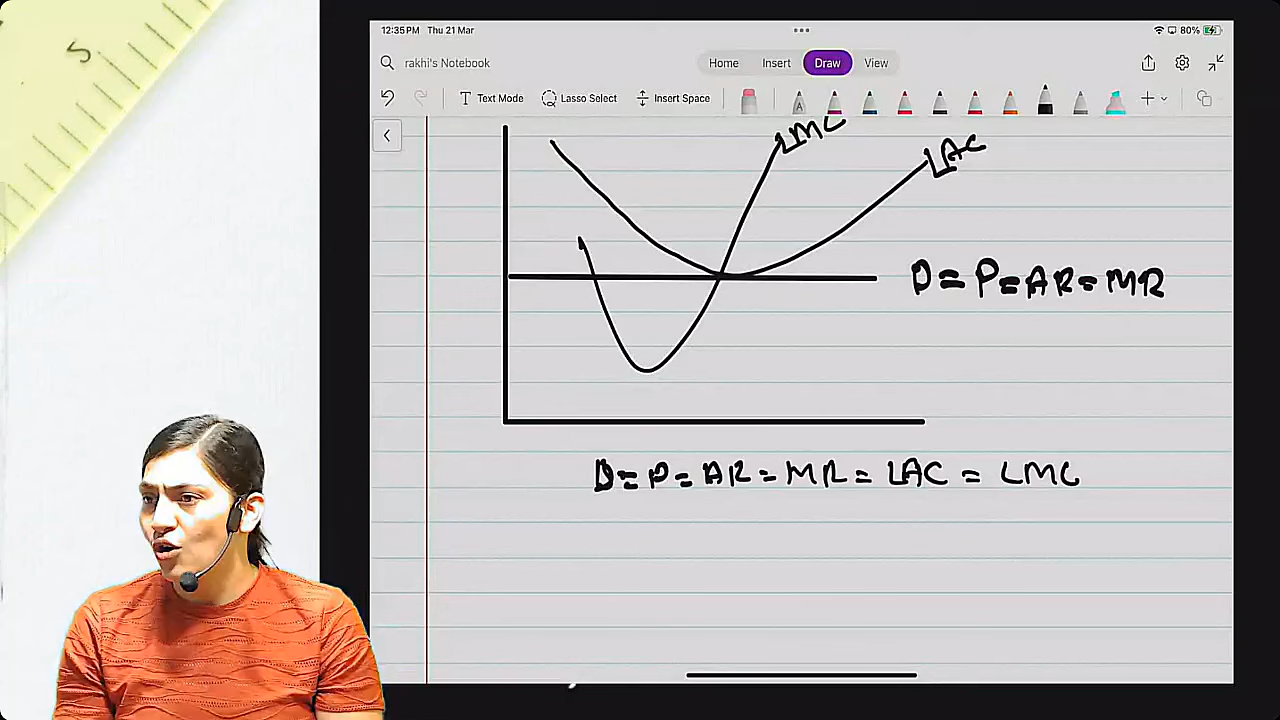 S
12:35 PM Thu 21 Mar
80%
rakhi's Notebook
Home Insert Draw View
Text Mode Lasso Select Insert Space
A
LMC
LAC
D = P = AR = MR
D = P = AR = MR = LAC = LMC